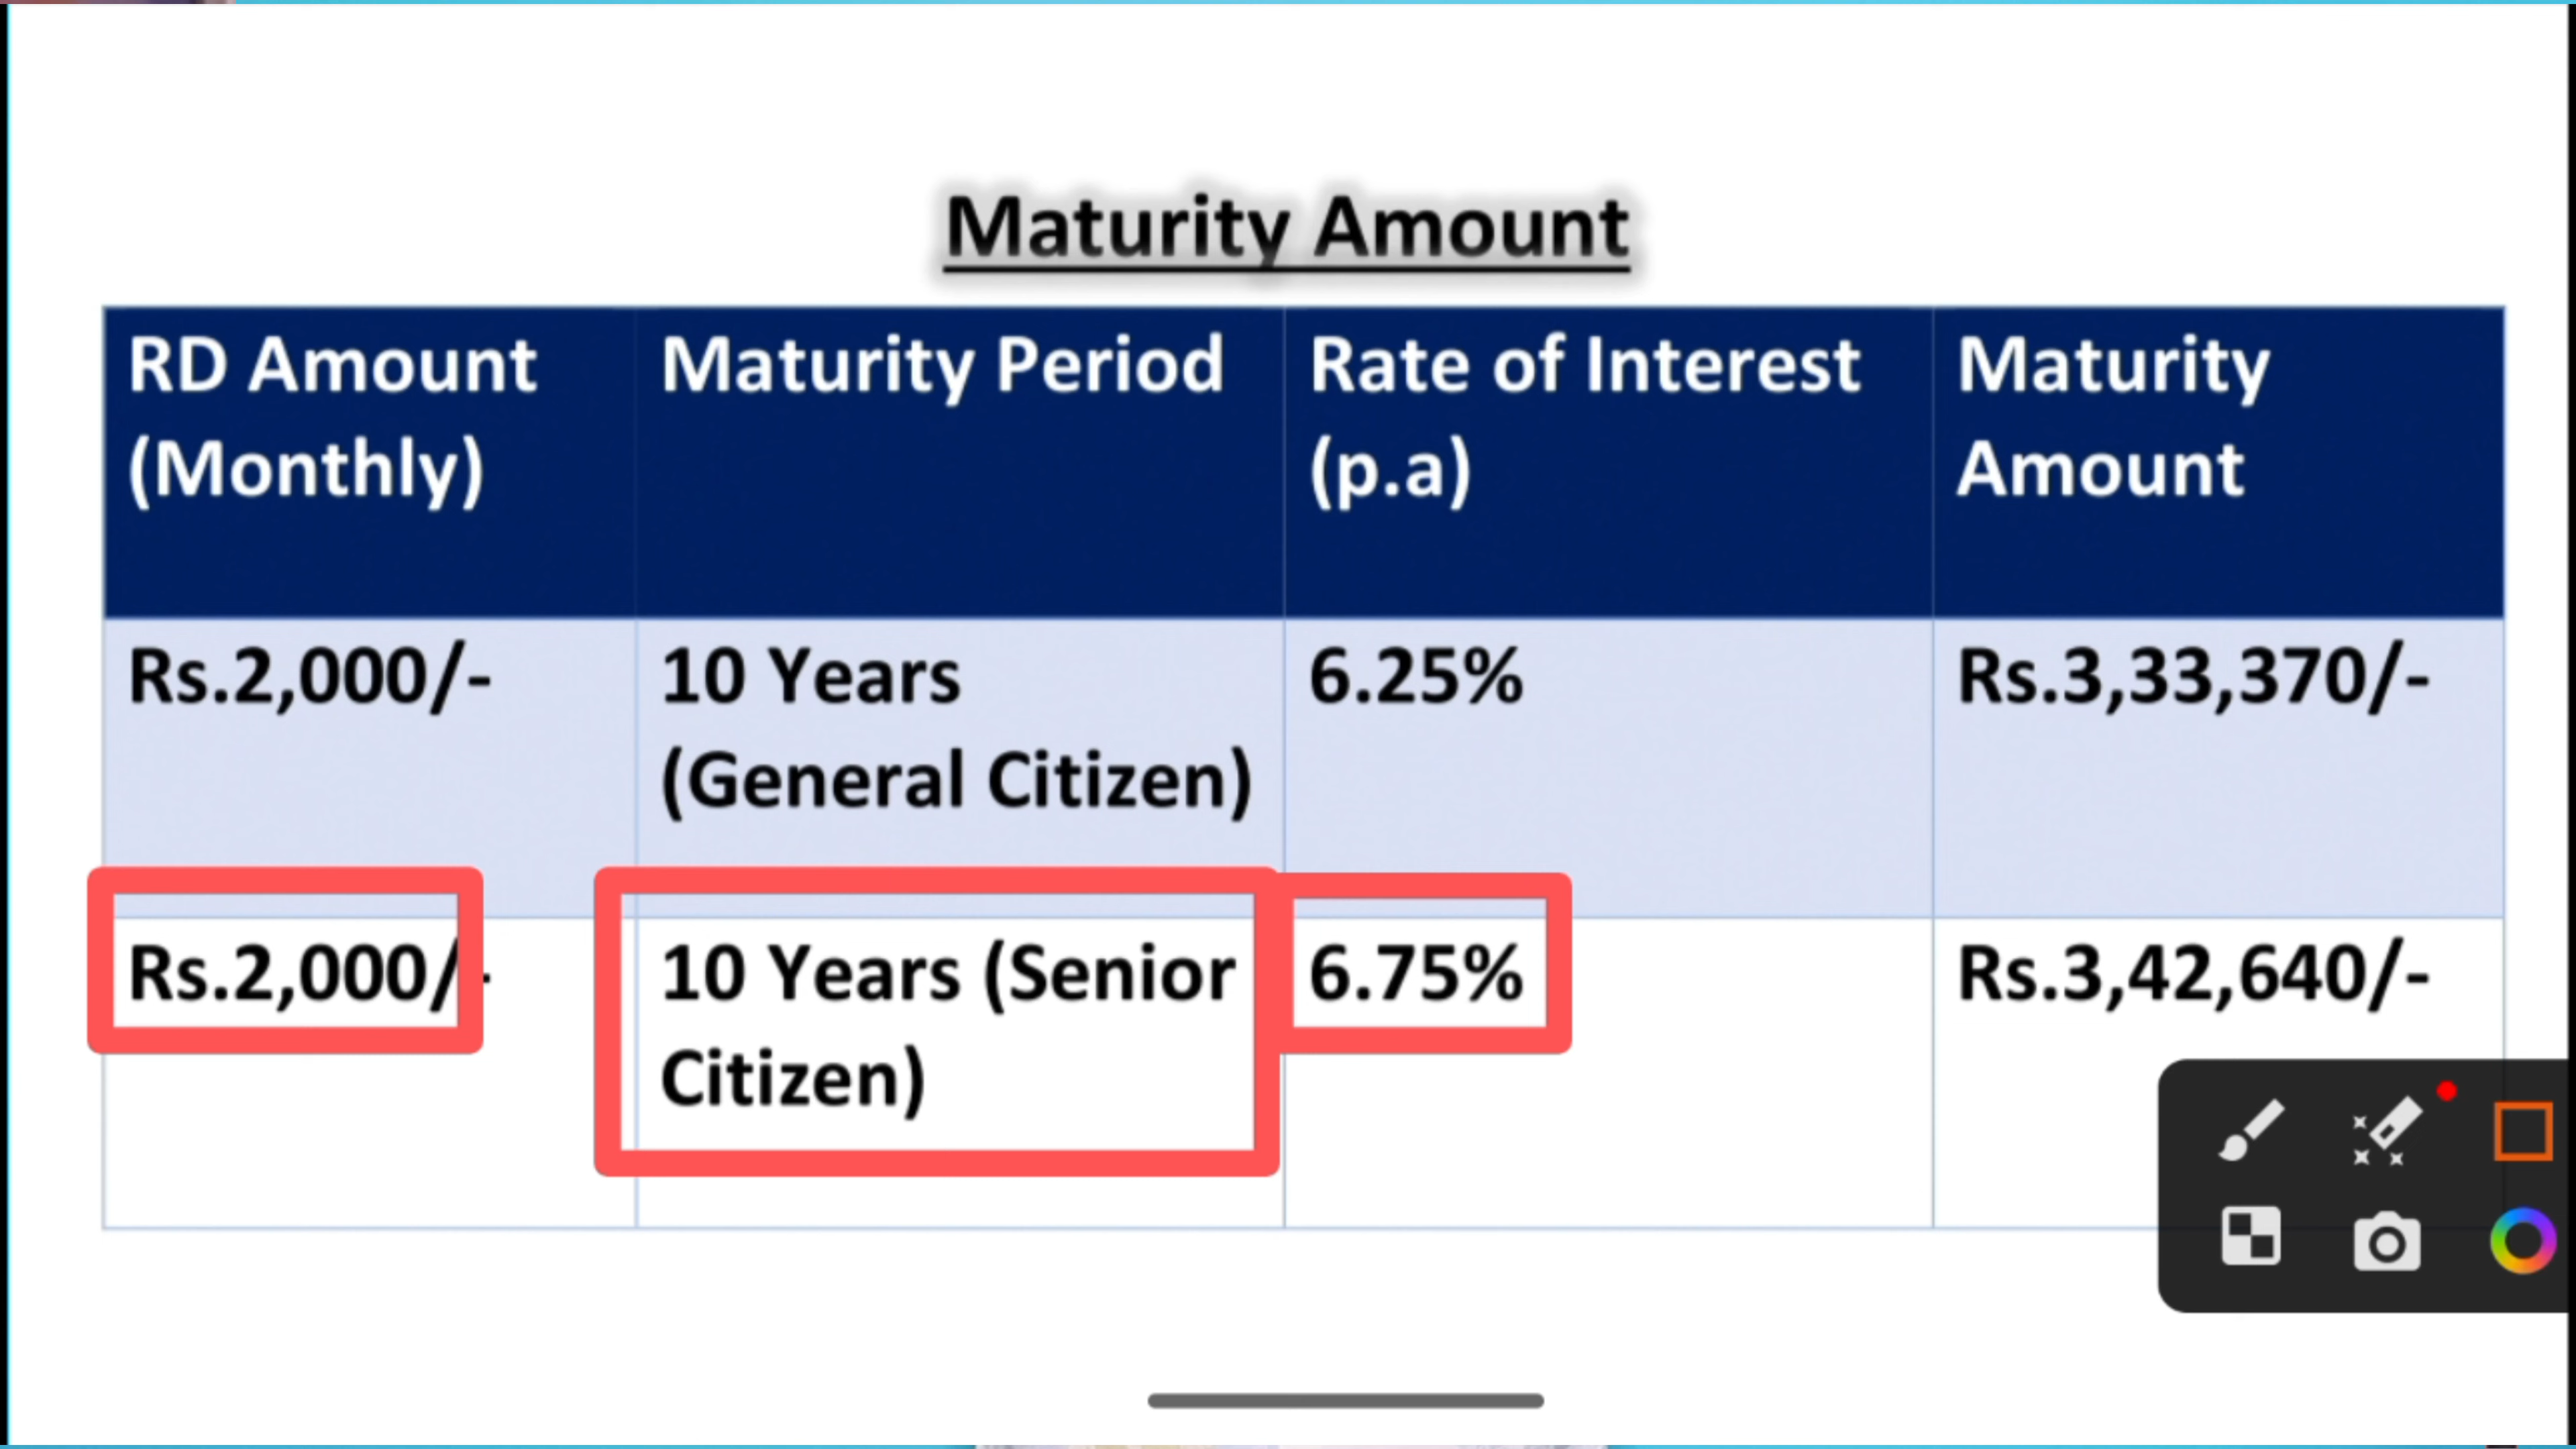 Maturity Amount
RD Amount
(Monthly)
Maturity Period
Rate of Interest
(p.a)
Maturity
Amount
Rs.2,000/-
10 Years
(General Citizen)
6.25%
Rs.3,33,370/-
Rs.2,000/-
10 Years (Senior
Citizen)
6.75%
Rs.3,42,640/-